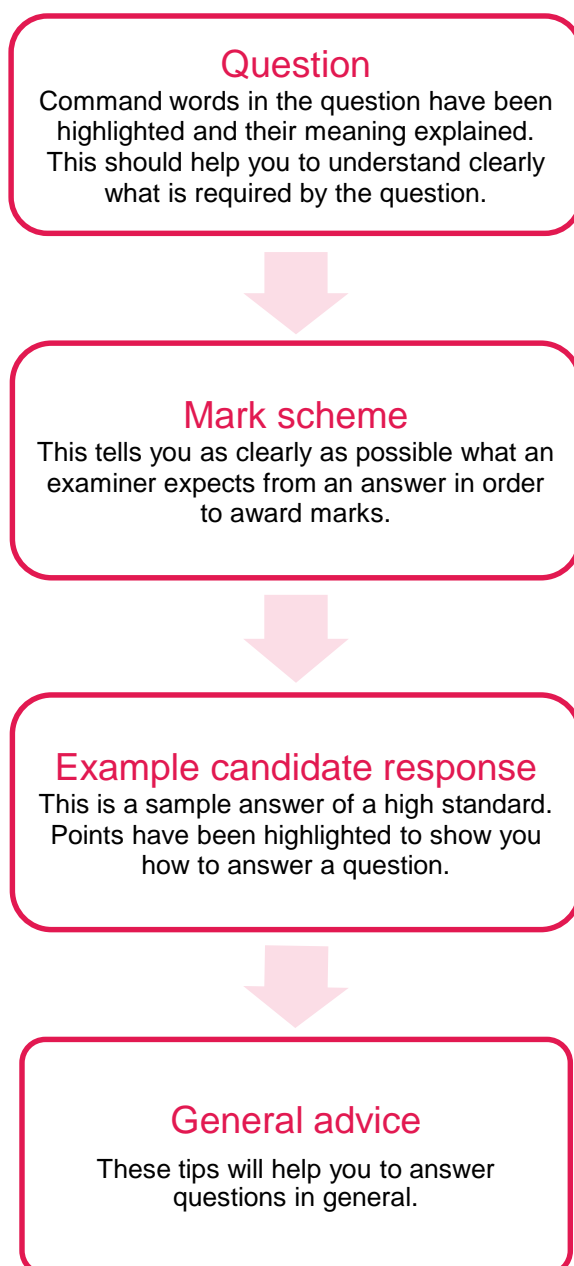 Question
Command words in the question have been
highlighted and their meaning explained.
This should help you to understand clearly
what is required by the question.
Mark scheme
This tells you as clearly as possible what an
examiner expects from an answer in order
to award marks.
Example candidate response
This is a sample answer of a high standard.
Points have been highlighted to show you
how to answer a question.
General advice
These tips will help you to answer
questions in general.